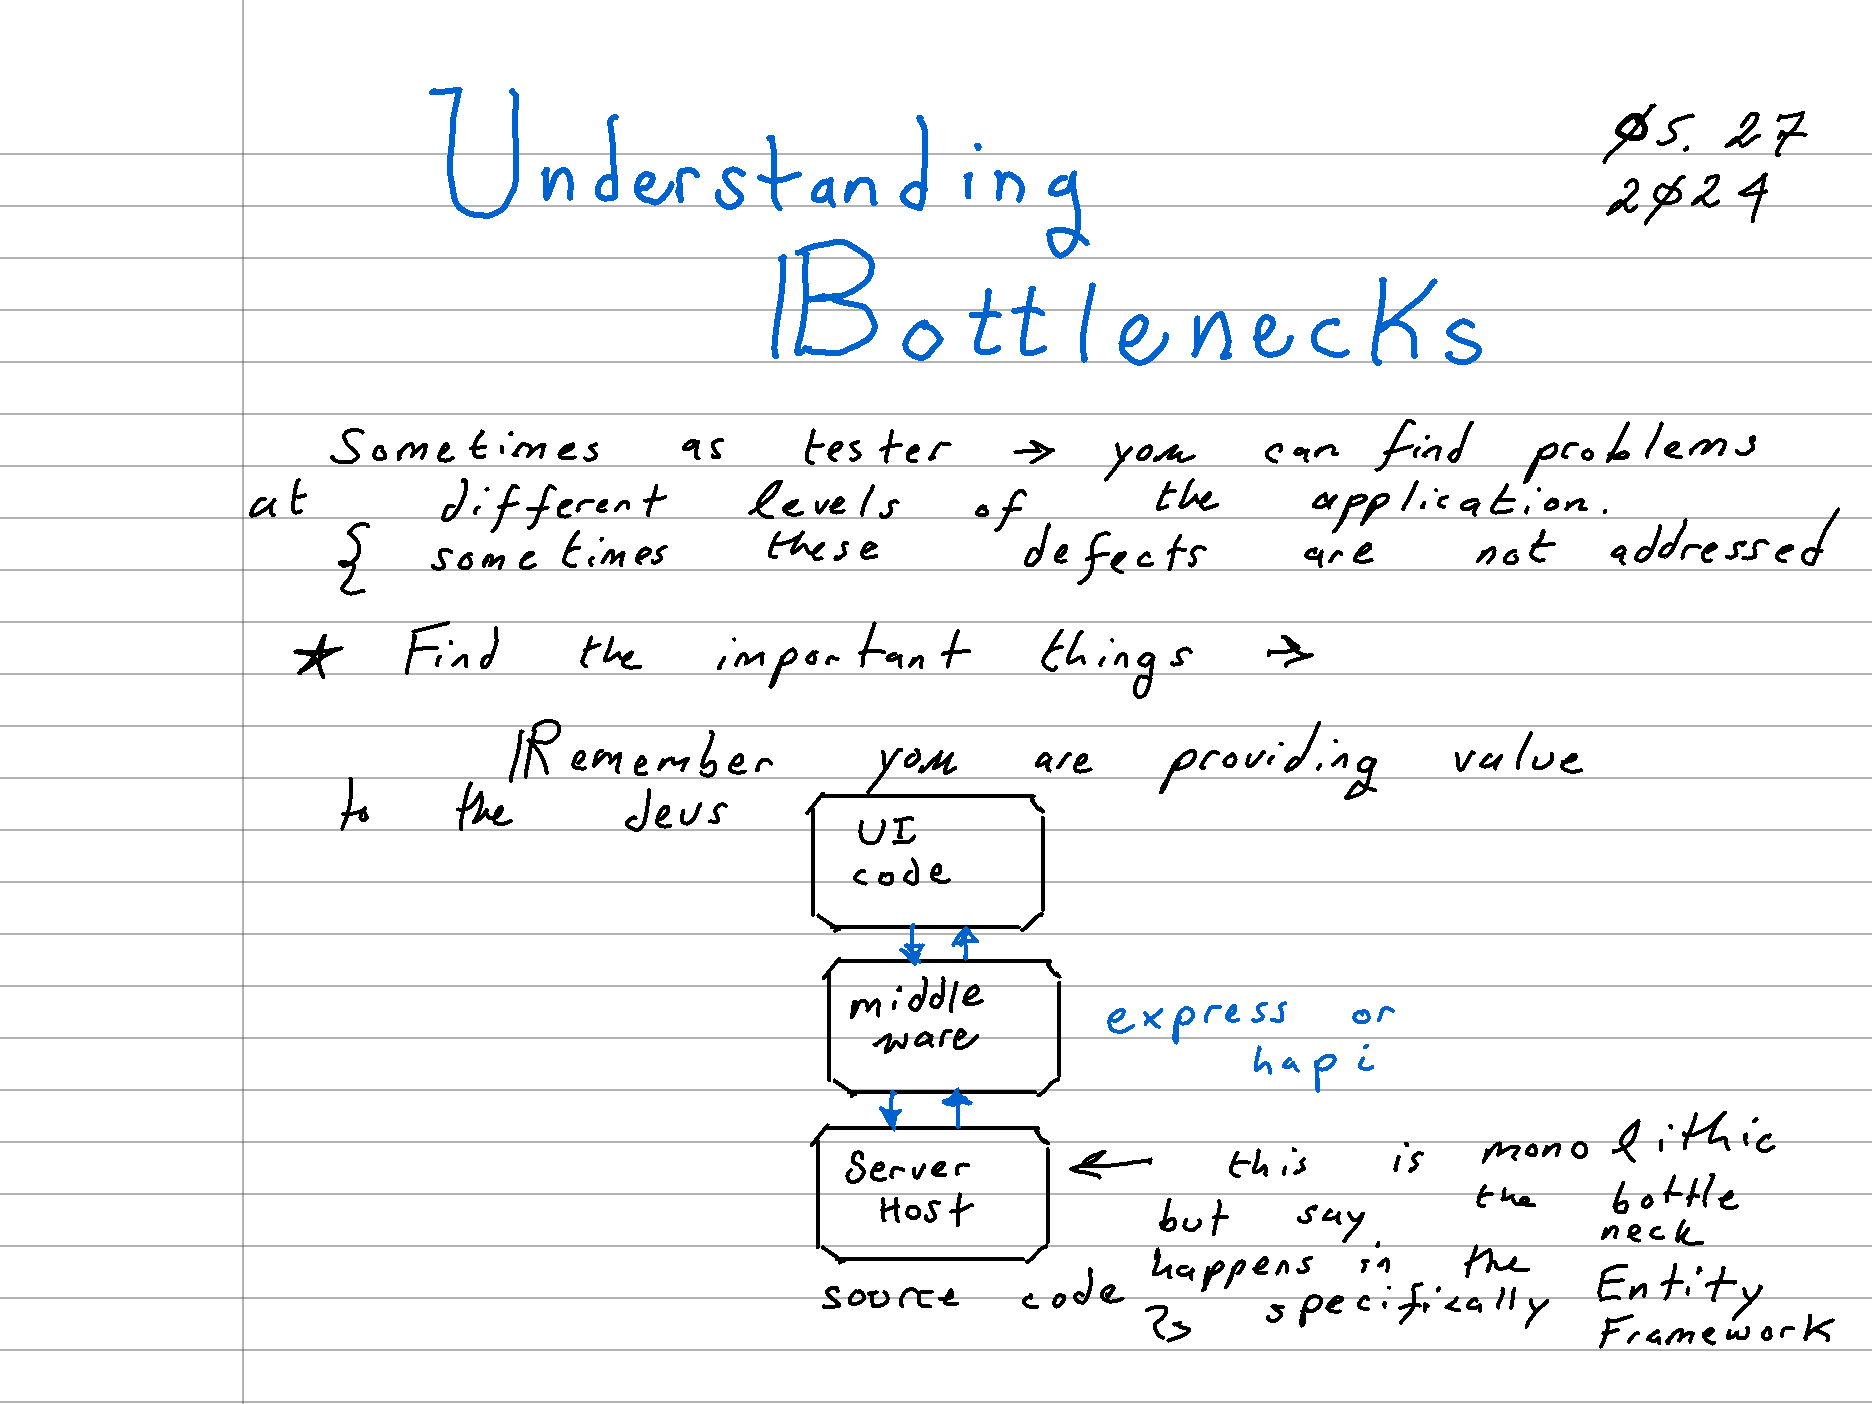 Understanding
Bottlenecks
05.27
2024
Sometimes as tester → you can find problems
at different levels of the application.
{ sometimes these defects are not addressed
★ Find the important things →
Remember you are providing value
to the devs
UI
code
middle
ware
express or
hapi
Server
Host
← this is monolithic
but say the bottle
neck
happens in the
source code
↳ specifically Entity
Framework